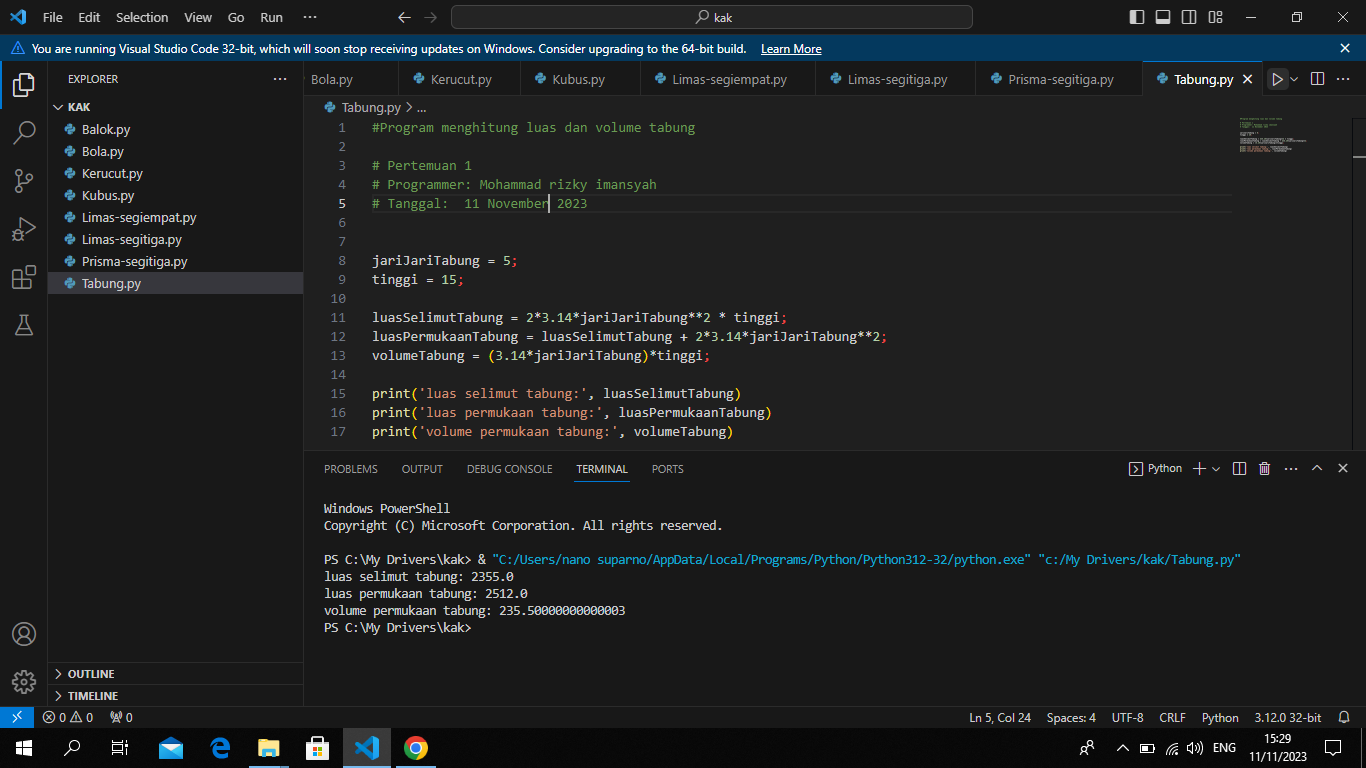 File Edit Selection View Go Run ··· kak
You are running Visual Studio Code 32-bit, which will soon stop receiving updates on Windows. Consider upgrading to the 64-bit build. Learn More
EXPLORER ···
KAK
Balok.py
Bola.py
Kerucut.py
Kubus.py
Limas-segiempat.py
Limas-segitiga.py
Prisma-segitiga.py
Tabung.py
OUTLINE
TIMELINE
Bola.py Kerucut.py Kubus.py Limas-segiempat.py Limas-segitiga.py Prisma-segitiga.py Tabung.py ···
Tabung.py > ...
1 #Program menghitung luas dan volume tabung
2
3 # Pertemuan 1
4 # Programmer: Mohammad rizky imansyah
5 # Tanggal:  11 November 2023
6
7
8 jariJariTabung = 5;
9 tinggi = 15;
10
11 luasSelimutTabung = 2*3.14*jariJariTabung**2 * tinggi;
12 luasPermukaanTabung = luasSelimutTabung + 2*3.14*jariJariTabung**2;
13 volumeTabung = (3.14*jariJariTabung)*tinggi;
14
15 print('luas selimut tabung:', luasSelimutTabung)
16 print('luas permukaan tabung:', luasPermukaanTabung)
17 print('volume permukaan tabung:', volumeTabung)
PROBLEMS OUTPUT DEBUG CONSOLE TERMINAL PORTS Python ···
Windows PowerShell
Copyright (C) Microsoft Corporation. All rights reserved.
PS C:\My Drivers\kak> & "C:/Users/nano suparno/AppData/Local/Programs/Python/Python312-32/python.exe" "c:/My Drivers/kak/Tabung.py"
luas selimut tabung: 2355.0
luas permukaan tabung: 2512.0
volume permukaan tabung: 235.50000000000003
PS C:\My Drivers\kak>
0 0 0 Ln 5, Col 24 Spaces: 4 UTF-8 CRLF Python 3.12.0 32-bit
ENG 15:29
11/11/2023